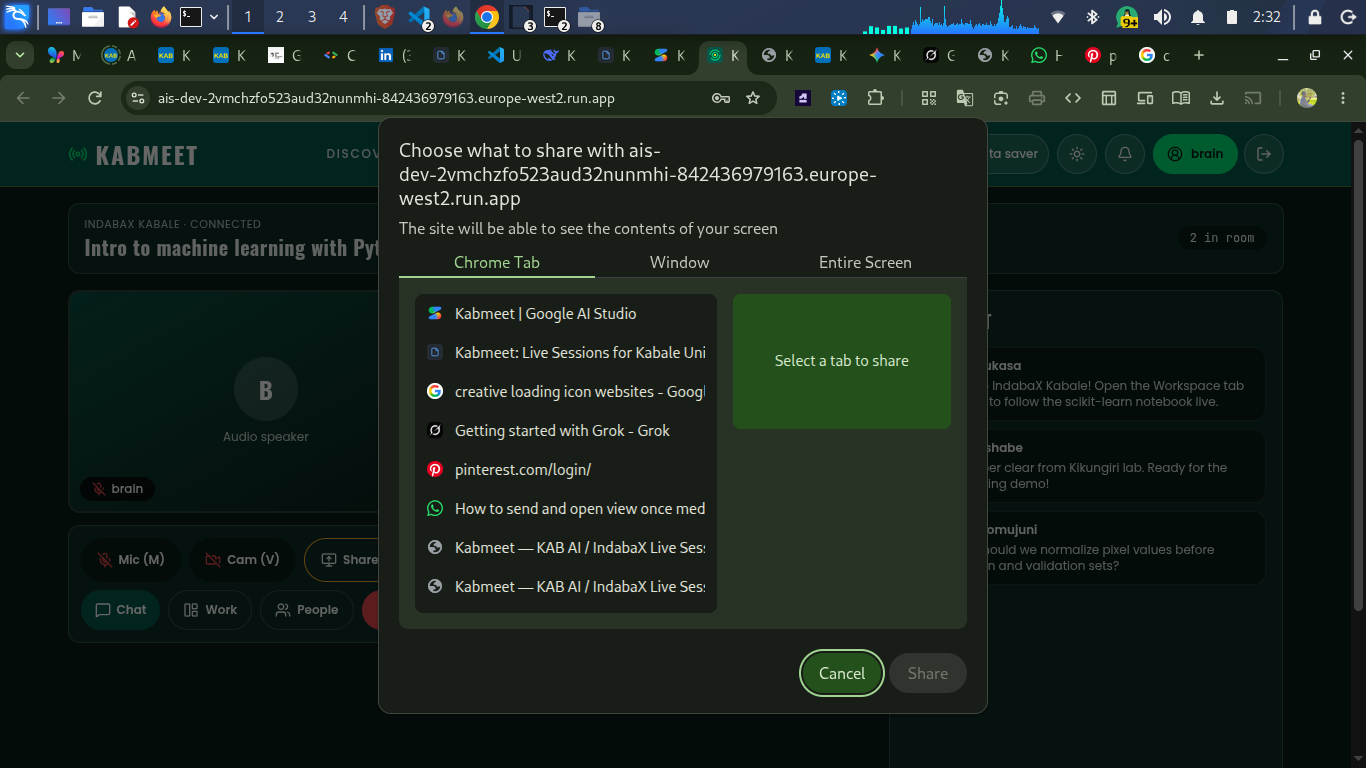 1 2 3 4
2 3 2 8
9+
2:32
M A K K G C (3 K U K K K K K K G K H p c
ais-dev-2vmchzfo523aud32nunmhi-842436979163.europe-west2.run.app
KABMEET
DISCOV
ta saver
brain
INDABAX KABALE · CONNECTED
Intro to machine learning with Pyt
2 in room
B
Audio speaker
brain
Mic (M)
Cam (V)
Share
Chat
Work
People
Choose what to share with ais-
dev-2vmchzfo523aud32nunmhi-842436979163.europe-
west2.run.app
The site will be able to see the contents of your screen
Chrome Tab
Window
Entire Screen
Kabmeet | Google AI Studio
Kabmeet: Live Sessions for Kabale Uni
creative loading icon websites - Googl
Getting started with Grok - Grok
pinterest.com/login/
How to send and open view once med
Kabmeet — KAB AI / IndabaX Live Sess
Kabmeet — KAB AI / IndabaX Live Sess
Select a tab to share
Cancel
Share
ukasa
IndabaX Kabale! Open the Workspace tab
to follow the scikit-learn notebook live.
shabe
er clear from Kikungiri lab. Ready for the
ing demo!
omujuni
hould we normalize pixel values before
n and validation sets?